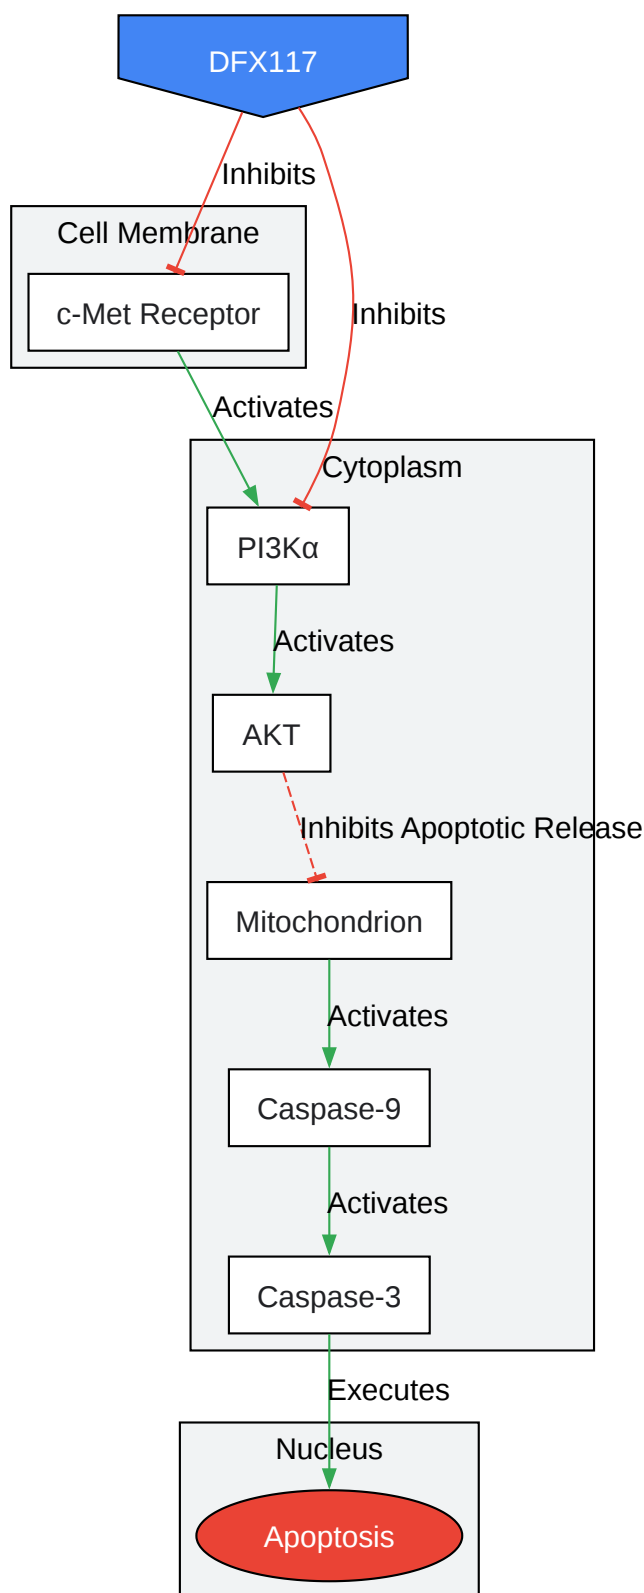 DFX117
Inhibits
Cell Membrane
c-Met Receptor
Inhibits
Activates
Cytoplasm
PI3Kα
Activates
AKT
Inhibits Apoptotic Release
Mitochondrion
Activates
Caspase-9
Activates
Caspase-3
Executes
Nucleus
Apoptosis